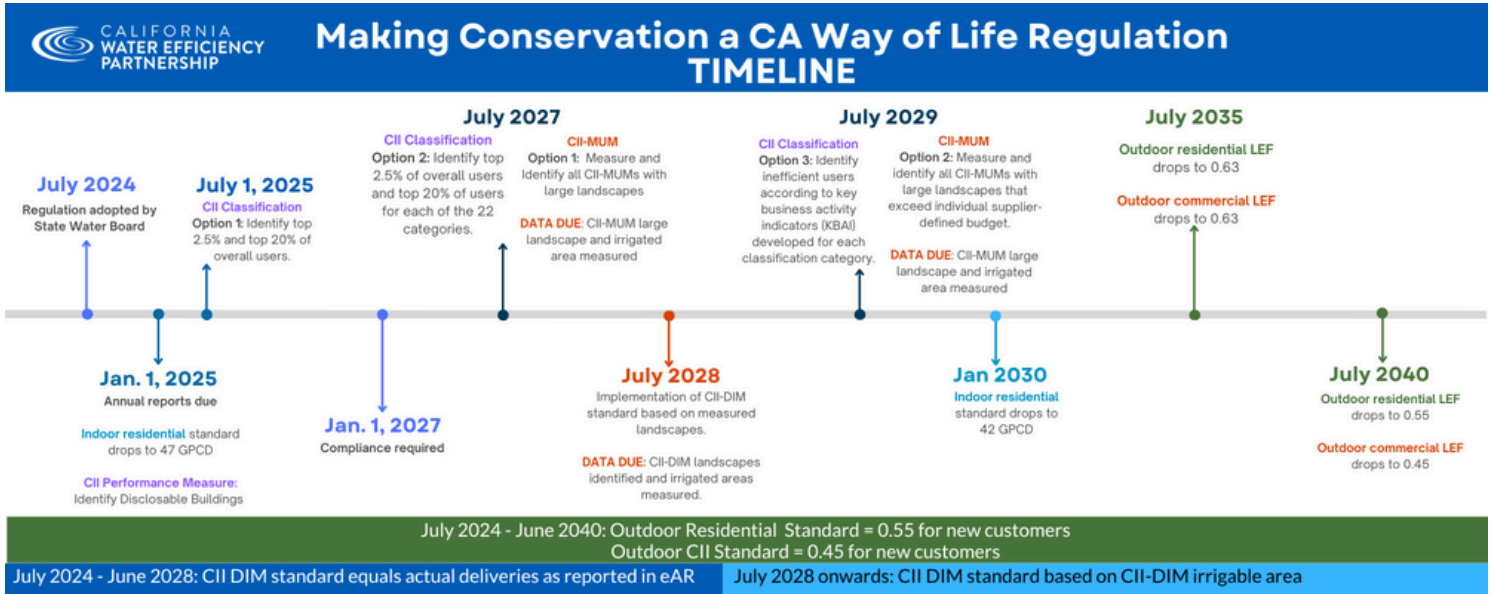 CALIFORNIA
WATER EFFICIENCY
PARTNERSHIP
Making Conservation a CA Way of Life Regulation
TIMELINE
July 2024
Regulation adopted by
State Water Board
July 1, 2025
CII Classification
Option 1: Identify top
2.5% and top 20% of
overall users.
July 2027
CII Classification
Option 2: Identify top
2.5% of overall users
and top 20% of users
for each of the 22
categories.
CII-MUM
Option 1: Measure and
Identify all CII-MUMs with
large landscapes
DATA DUE: CII-MUM large
landscape and irrigated
area measured
July 2029
CII Classification
Option 3: Identify
inefficient users
according to key
business activity
indicators (KBAI)
developed for each
classification category.
CII-MUM
Option 2: Measure and
identify all CII-MUMs with
large landscapes that
exceed individual supplier-
defined budget.
DATA DUE: CII-MUM large
landscape and irrigated
area measured
July 2035
Outdoor residential LEF
drops to 0.63
Outdoor commercial LEF
drops to 0.63
Jan. 1, 2025
Annual reports due
Indoor residential standard
drops to 47 GPCD
CII Performance Measure:
Identify Disclosable Buildings
Jan. 1, 2027
Compliance required
July 2028
Implementation of CII-DIM
standard based on measured
landscapes.
DATA DUE: CII-DIM landscapes
identified and irrigated areas
measured.
Jan 2030
Indoor residential
standard drops to
42 GPCD
July 2040
Outdoor residential LEF
drops to 0.55
Outdoor commercial LEF
drops to 0.45
July 2024 - June 2040: Outdoor Residential Standard = 0.55 for new customers
Outdoor CII Standard = 0.45 for new customers
July 2024 - June 2028: CII DIM standard equals actual deliveries as reported in eAR
July 2028 onwards: CII DIM standard based on CII-DIM irrigable area